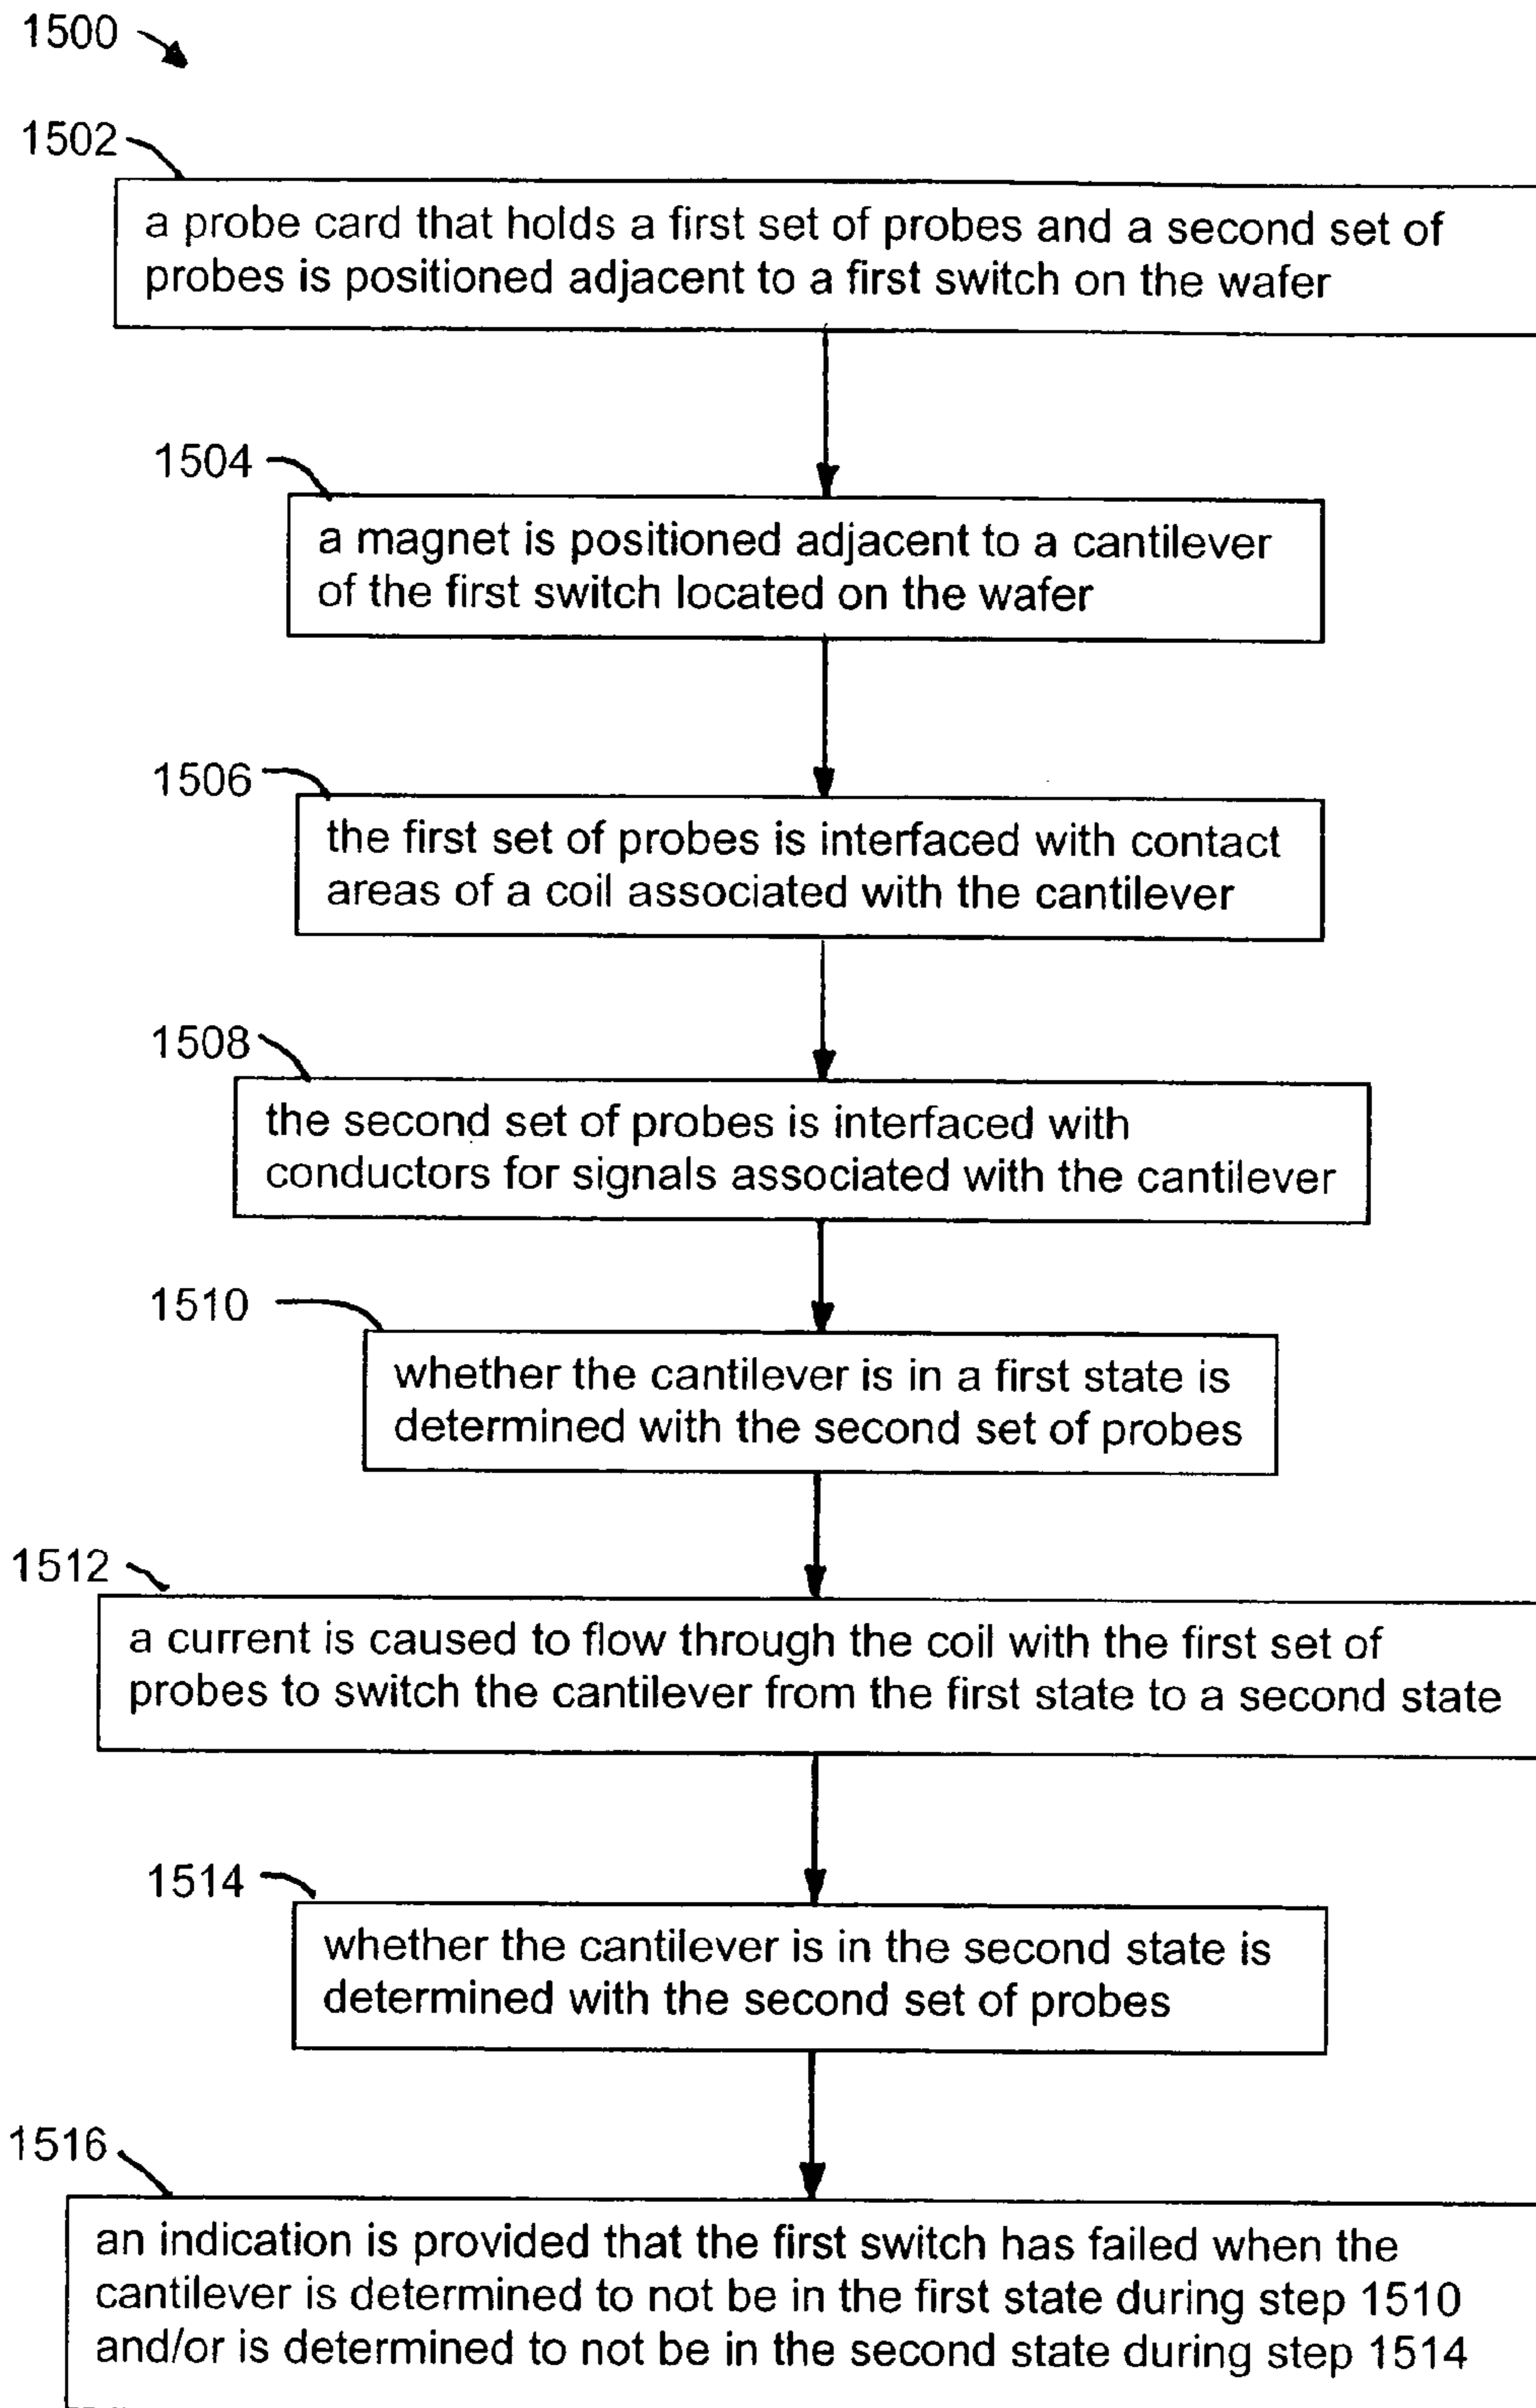 1500
1502
a probe card that holds a first set of probes and a second set of
probes is positioned adjacent to a first switch on the wafer
1504
a magnet is positioned adjacent to a cantilever
of the first switch located on the wafer
1506
the first set of probes is interfaced with contact
areas of a coil associated with the cantilever
1508
the second set of probes is interfaced with
conductors for signals associated with the cantilever
1510
whether the cantilever is in a first state is
determined with the second set of probes
1512
a current is caused to flow through the coil with the first set of
probes to switch the cantilever from the first state to a second state
1514
whether the cantilever is in the second state is
determined with the second set of probes
1516
an indication is provided that the first switch has failed when the
cantilever is determined to not be in the first state during step 1510
and/or is determined to not be in the second state during step 1514